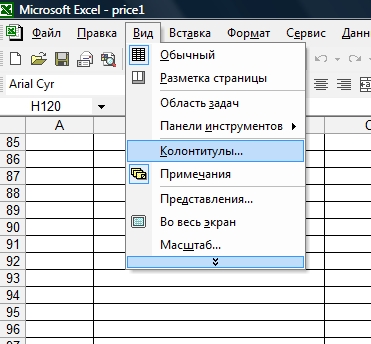 Microsoft Excel - price1
Файл Правка Вид Вставка Формат Сервис Данн
Обычный
Разметка страницы
Arial Cyr
Область задач
H120
Панели инструментов
A
C
Колонтитулы...
Примечания
Представления...
Во весь экран
Масштаб...
85
86
87
88
89
90
91
92
93
94
95
96
97